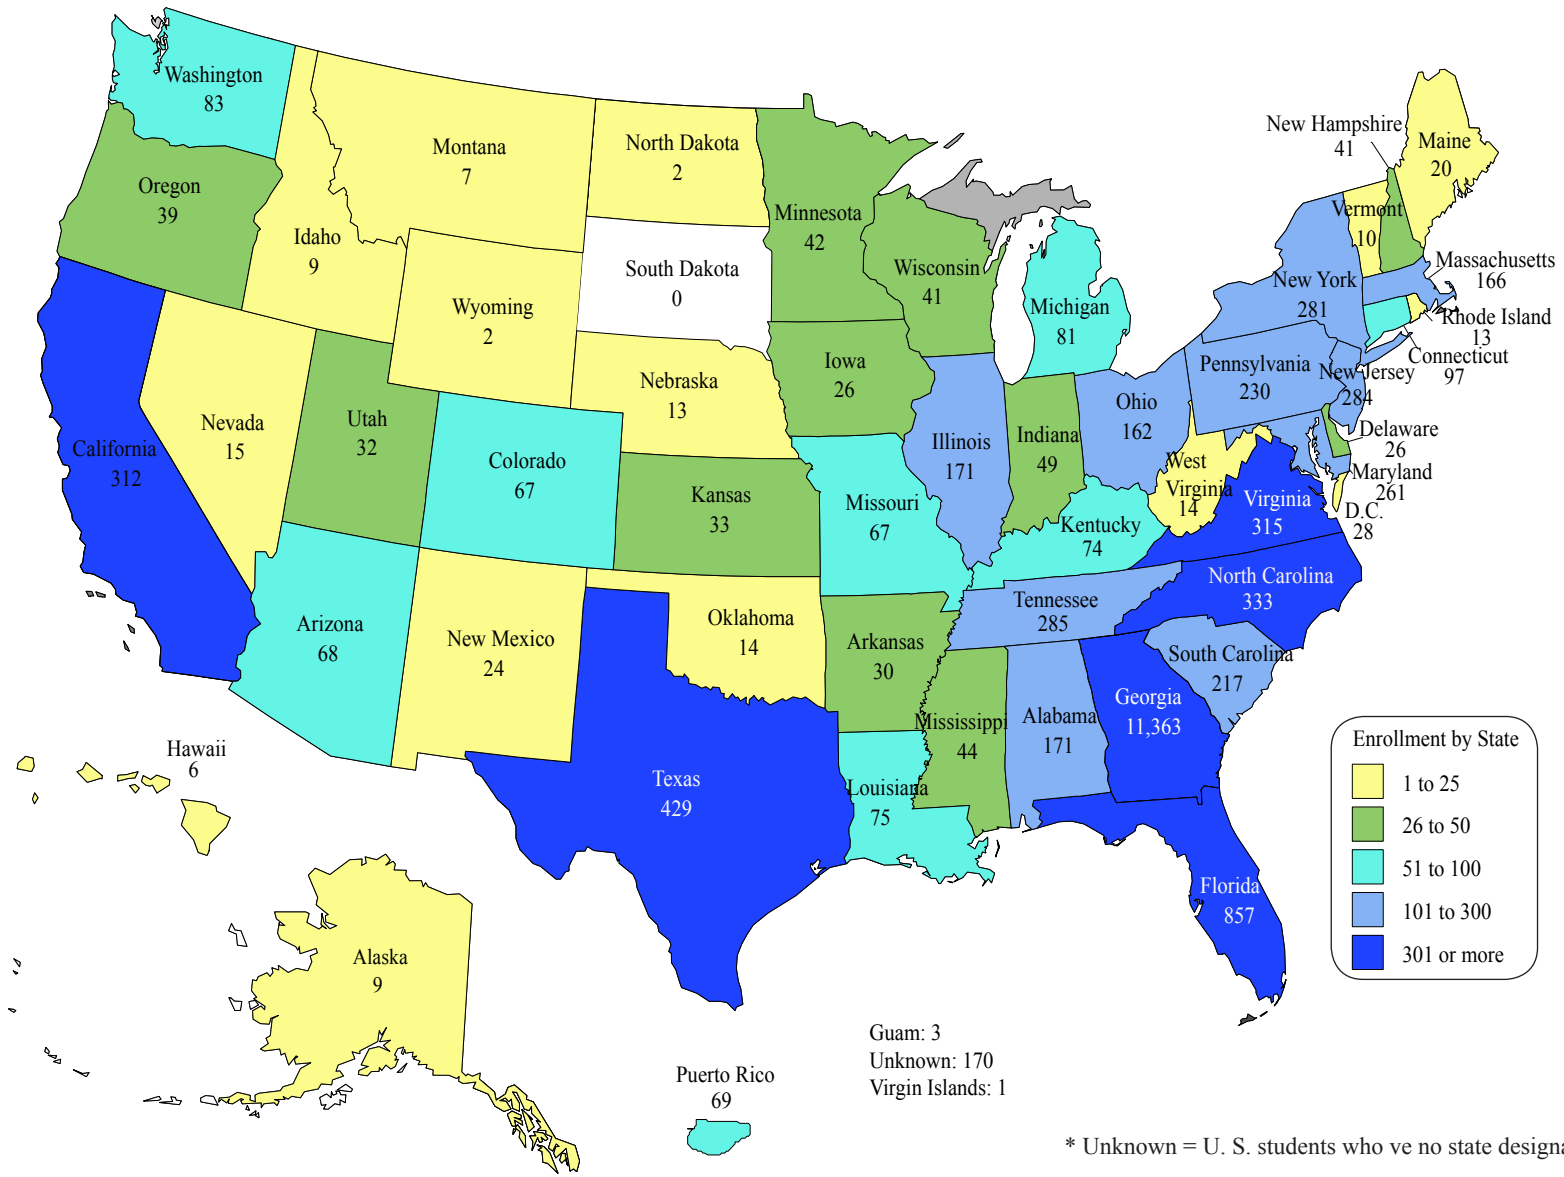 Washington
83
Oregon
39
California
312
Idaho
9
Nevada
15
Montana
7
Wyoming
2
Utah
32
Colorado
67
Arizona
68
New Mexico
24
North Dakota
2
South Dakota
0
Nebraska
13
Kansas
33
Oklahoma
14
Texas
429
Minnesota
42
Iowa
26
Missouri
67
Arkansas
30
Louisiana
75
Wisconsin
41
Illinois
171
Michigan
81
Indiana
49
Ohio
162
Kentucky
74
Tennessee
285
Mississippi
44
Alabama
171
Georgia
11,363
Florida
857
South Carolina
217
North Carolina
333
Virginia
315
West
Virginia
14
Pennsylvania
230
New York
281
New Hampshire
41
Maine
20
Vermont
10
Massachusetts
166
Rhode Island
13
Connecticut
97
New Jersey
284
Delaware
26
Maryland
261
D.C.
28
Hawaii
6
Alaska
9
Puerto Rico
69
Guam: 3
Unknown: 170
Virgin Islands: 1
Enrollment by State
1 to 25
26 to 50
51 to 100
101 to 300
301 or more
* Unknown = U. S. students who ve no state designa